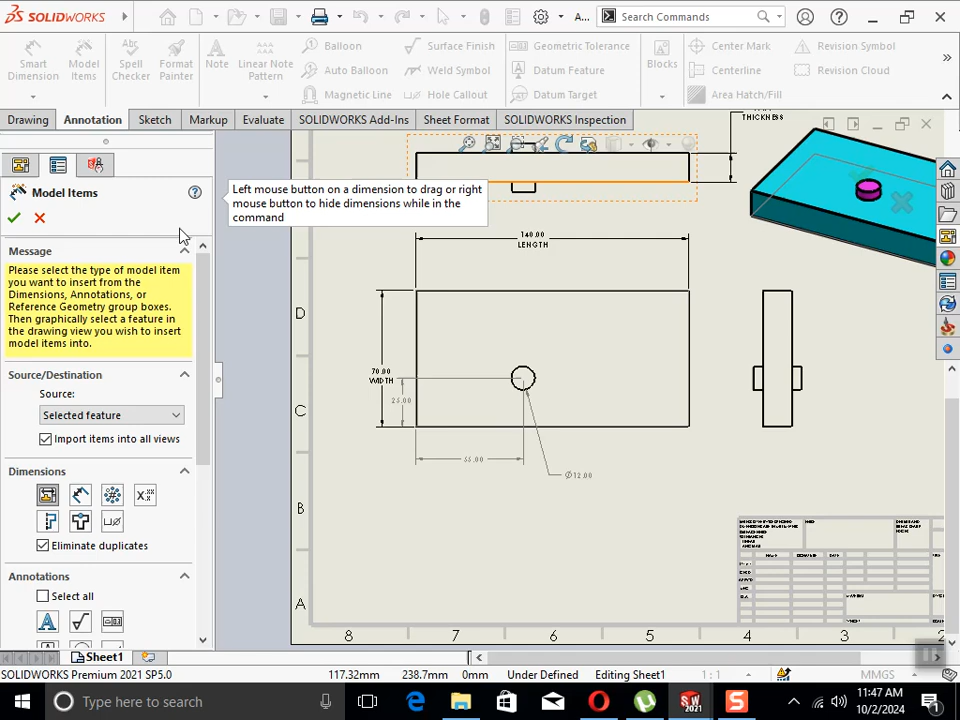 SOLIDWORKS
A...
Search Commands
Smart Dimension
Model Items
Spell Checker
Format Painter
Note
Linear Note Pattern
Balloon
Auto Balloon
Magnetic Line
Surface Finish
Weld Symbol
Hole Callout
Geometric Tolerance
Datum Feature
Datum Target
Blocks
Center Mark
Centerline
Area Hatch/Fill
Revision Symbol
Revision Cloud
Drawing
Annotation
Sketch
Markup
Evaluate
SOLIDWORKS Add-Ins
Sheet Format
SOLIDWORKS Inspection
Model Items
Left mouse button on a dimension to drag or right
mouse button to hide dimensions while in the
command
THICKNESS
Message
Please select the type of model item
you want to insert from the
Dimensions, Annotations, or
Reference Geometry group boxes.
Then graphically select a feature in
the drawing view you wish to insert
model items into.
Source/Destination
Source:
Selected feature
Import items into all views
Dimensions
X.XX
Eliminate duplicates
Annotations
Select all
140.00
LENGTH
70.00
WIDTH
25.00
55.00
Ø12.00
D
C
B
A
8
7
6
5
4
3
2
Sheet1
SOLIDWORKS Premium 2021 SP5.0
117.32mm
238.7mm
0mm
Under Defined
Editing Sheet1
1 : 1
MMGS
Type here to search
11:47 AM
10/2/2024